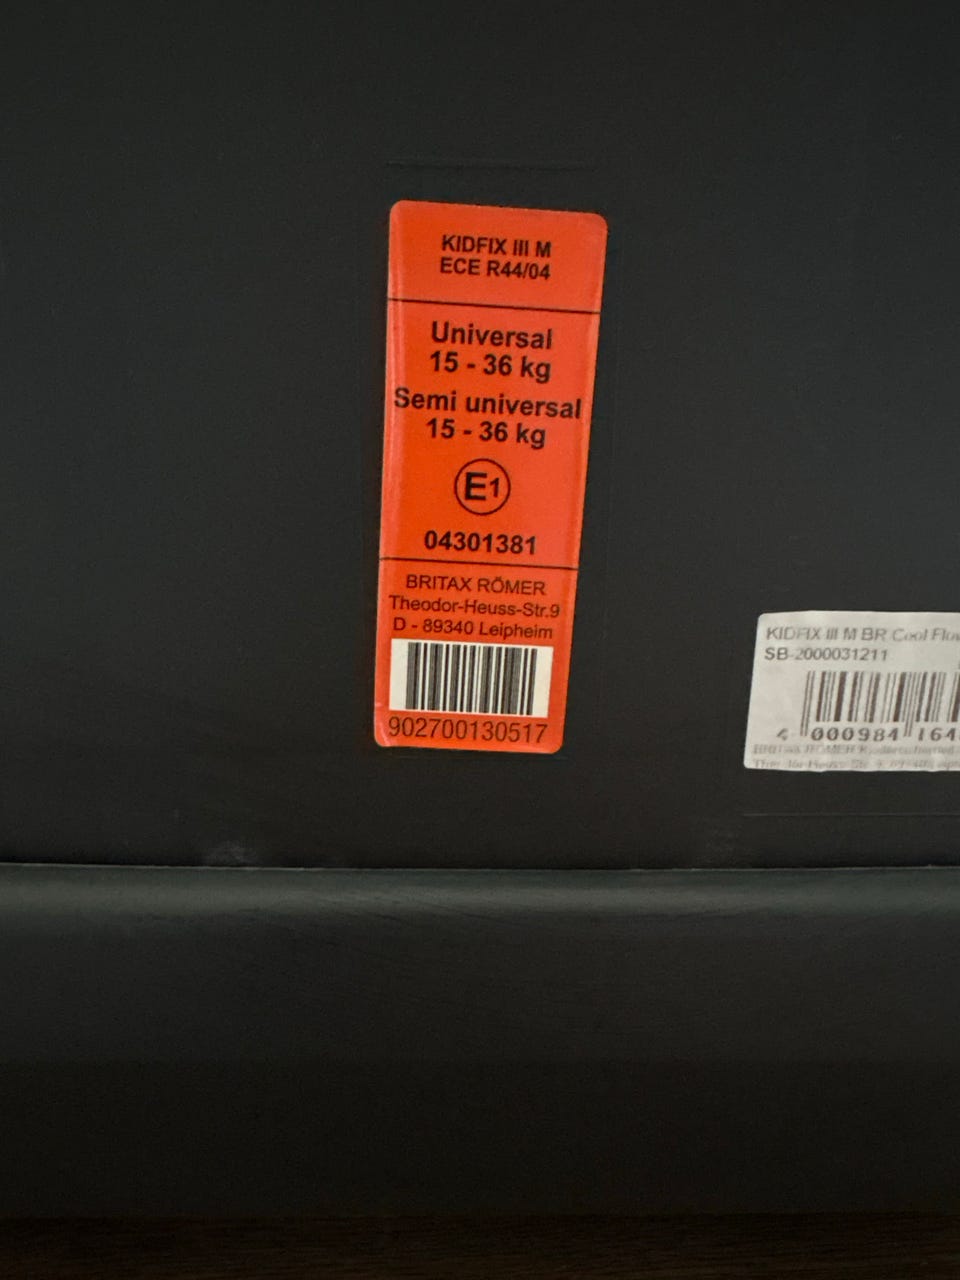 KIDFIX III M
ECE R44/04
Universal
15 - 36 kg
Semi universal
15 - 36 kg
E1
04301381
BRITAX RÖMER
Theodor-Heuss-Str.9
D - 89340 Leipheim
902700130517
KIDFIX III M BR Cool
SB-2000031211
4 000984 164